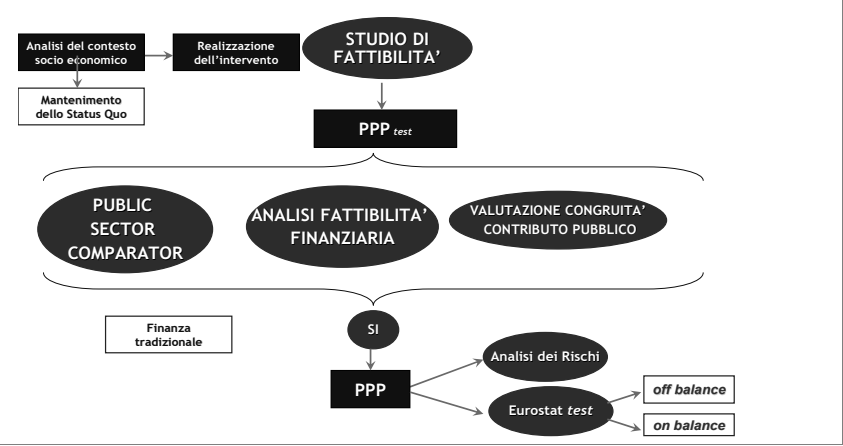 Analisi del contesto
socio economico
Realizzazione
dell'intervento
STUDIO DI
FATTIBILITA'
Mantenimento
dello Status Quo
PPP test
PUBLIC
SECTOR
COMPARATOR
ANALISI FATTIBILITA'
FINANZIARIA
VALUTAZIONE CONGRUITA'
CONTRIBUTO PUBBLICO
Finanza
tradizionale
SI
PPP
Analisi dei Rischi
Eurostat test
off balance
on balance